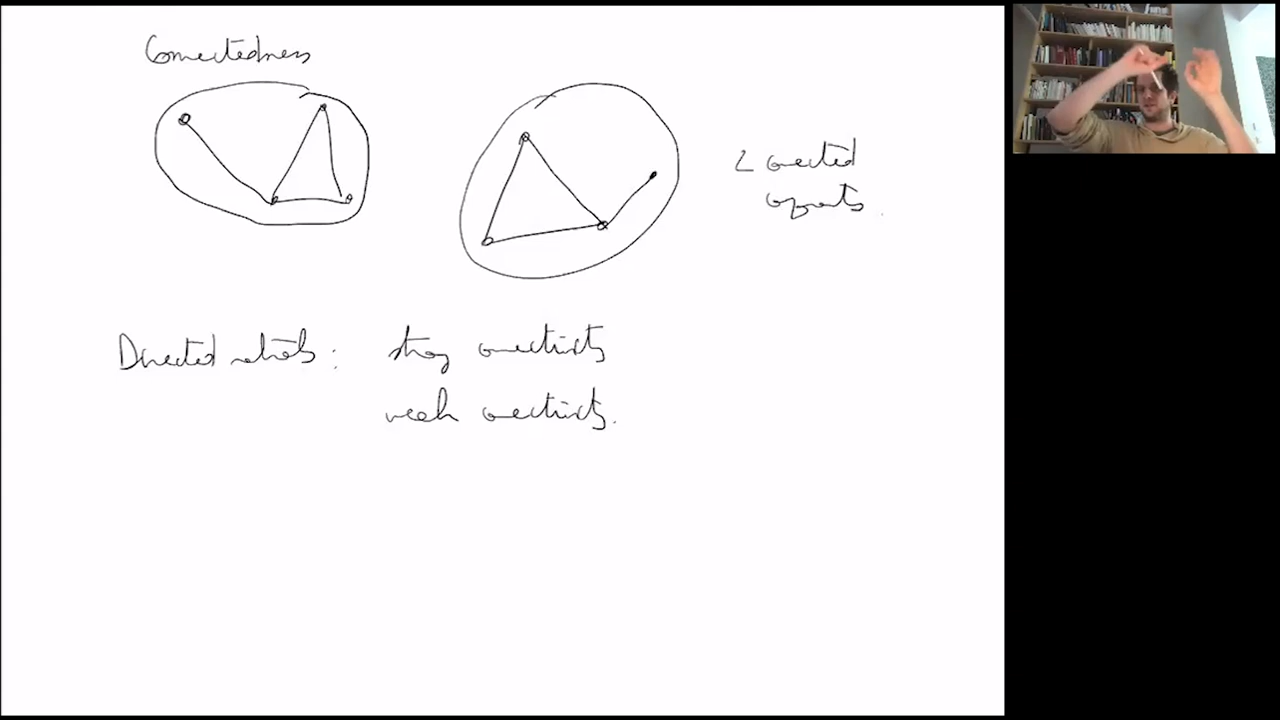 Connectedness
2 connected
components.
Directed networks: strong connectivity
weak connectivity.